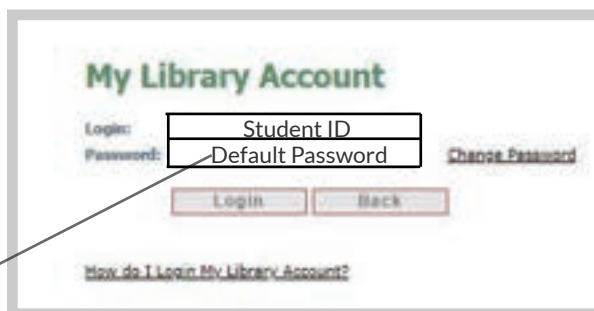 My Library Account
Login: Student ID
Password: Default Password Change Password
Login Back
How do I Login My Library Account?